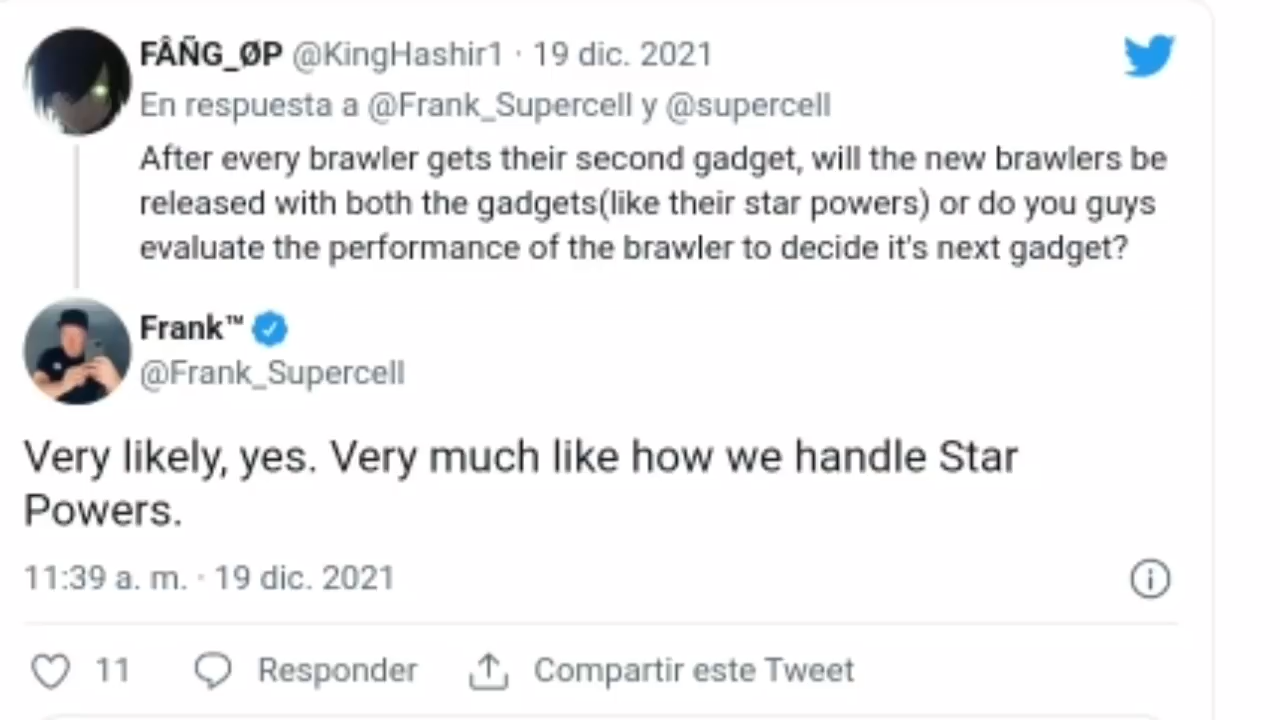 FÂÑG_ØP @KingHashir1 · 19 dic. 2021
En respuesta a @Frank_Supercell y @supercell
After every brawler gets their second gadget, will the new brawlers be
released with both the gadgets(like their star powers) or do you guys
evaluate the performance of the brawler to decide it's next gadget?
Frank™
@Frank_Supercell
Very likely, yes. Very much like how we handle Star
Powers.
11:39 a. m. · 19 dic. 2021
11 Responder Compartir este Tweet